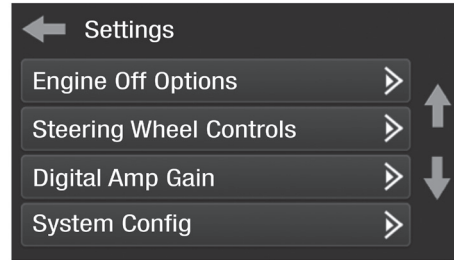 Settings
Engine Off Options
Steering Wheel Controls
Digital Amp Gain
System Config